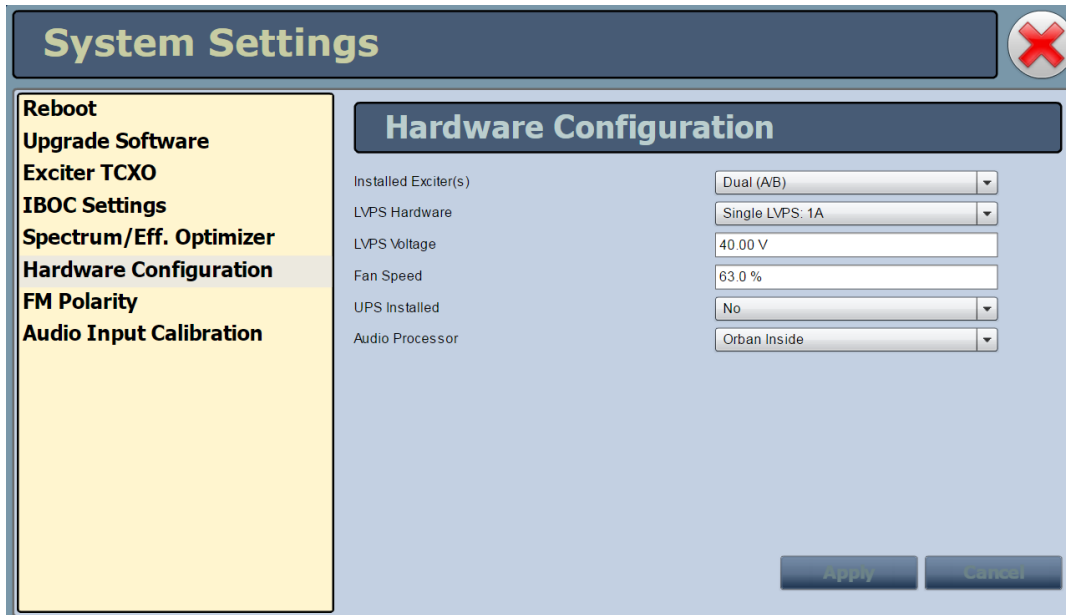 System Settings
Reboot
Upgrade Software
Exciter TCXO
IBOC Settings
Spectrum/Eff. Optimizer
Hardware Configuration
FM Polarity
Audio Input Calibration
Hardware Configuration
Installed Exciter(s) Dual (A/B)
LVPS Hardware Single LVPS: 1A
LVPS Voltage 40.00 V
Fan Speed 63.0 %
UPS Installed No
Audio Processor Orban Inside
Apply Cancel